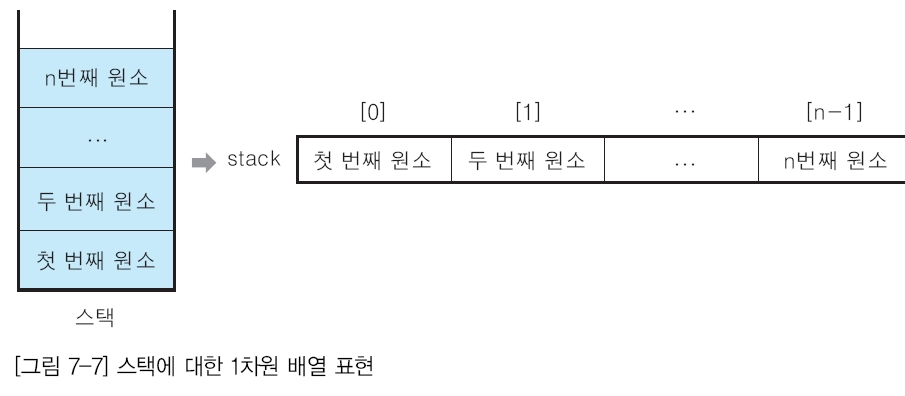 n번째 원소
...
두 번째 원소
첫 번째 원소
스택
stack
[0] [1] ... [n-1]
첫 번째 원소 두 번째 원소 ... n번째 원소
[그림 7-7] 스택에 대한 1차원 배열 표현